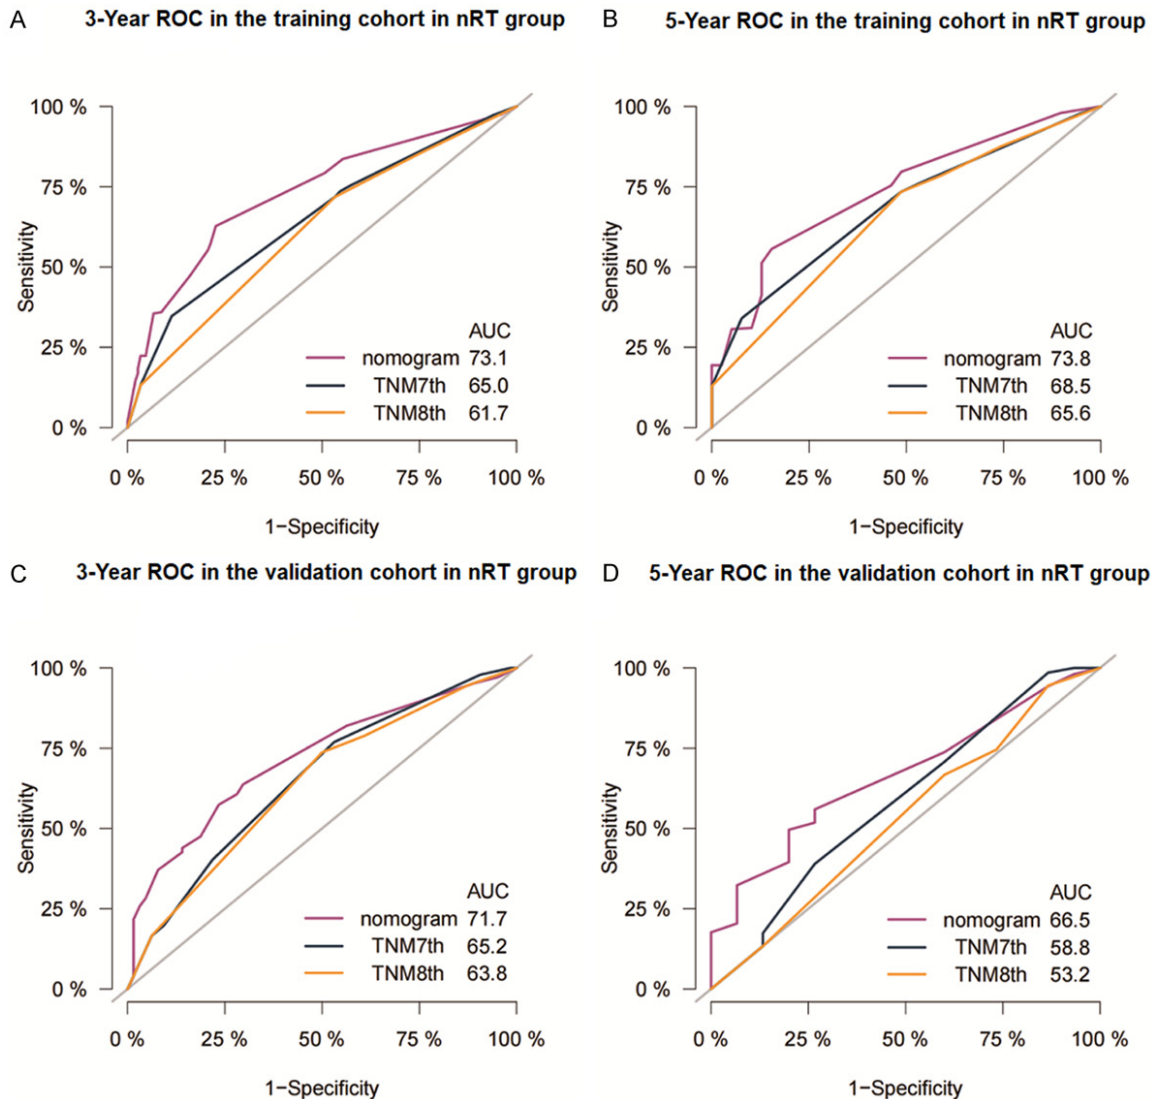 A 3-Year ROC in the training cohort in nRT group
100 %
75 %
50 %
25 %
0 %
Sensitivity
AUC
nomogram 73.1
TNM7th 65.0
TNM8th 61.7
0 % 25 % 50 % 75 % 100 %
1−Specificity
B 5-Year ROC in the training cohort in nRT group
100 %
75 %
50 %
25 %
0 %
Sensitivity
AUC
nomogram 73.8
TNM7th 68.5
TNM8th 65.6
0 % 25 % 50 % 75 % 100 %
1−Specificity
C 3-Year ROC in the validation cohort in nRT group
100 %
75 %
50 %
25 %
0 %
Sensitivity
AUC
nomogram 71.7
TNM7th 65.2
TNM8th 63.8
0 % 25 % 50 % 75 % 100 %
1−Specificity
D 5-Year ROC in the validation cohort in nRT group
100 %
75 %
50 %
25 %
0 %
Sensitivity
AUC
nomogram 66.5
TNM7th 58.8
TNM8th 53.2
0 % 25 % 50 % 75 % 100 %
1−Specificity